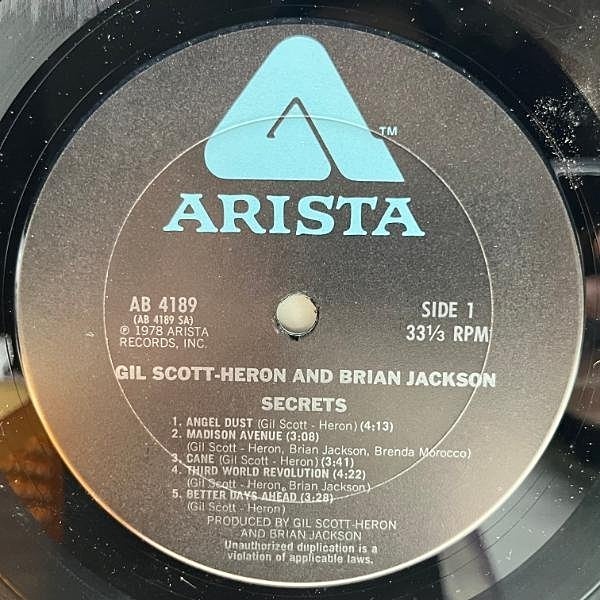 ™
ARISTA
AB 4189
(AB 4189 SA)
℗ 1978 ARISTA
RECORDS, INC.
SIDE 1
33⅓ RPM
GIL SCOTT-HERON AND BRIAN JACKSON
SECRETS
1. ANGEL DUST (Gil Scott - Heron) (4:13)
2. MADISON AVENUE (3:08)
(Gil Scott - Heron, Brian Jackson, Brenda Morocco)
3. CANE (Gil Scott - Heron) (3:41)
4. THIRD WORLD REVOLUTION (4:22)
(Gil Scott - Heron, Brian Jackson)
5. BETTER DAYS AHEAD (3:28)
(Gil Scott - Heron)
PRODUCED BY GIL SCOTT-HERON
AND BRIAN JACKSON
Unauthorized duplication is a
violation of applicable laws.